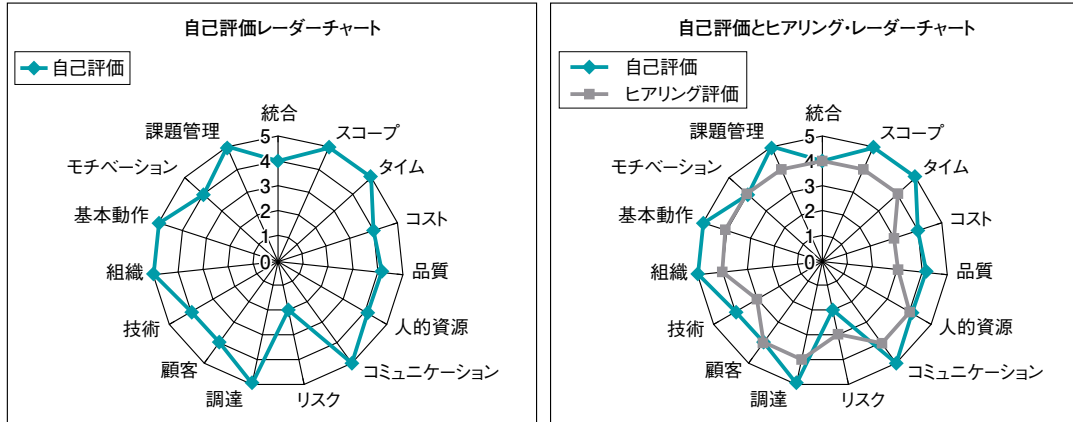 自己評価レーダーチャート
自己評価
統合
スコープ
タイム
コスト
品質
人的資源
コミュニケーション
リスク
調達
顧客
技術
組織
基本動作
モチベーション
課題管理
5
4
3
2
1
0
自己評価とヒアリング・レーダーチャート
自己評価
ヒアリング評価
統合
スコープ
タイム
コスト
品質
人的資源
コミュニケーション
リスク
調達
顧客
技術
組織
基本動作
モチベーション
課題管理
5
4
3
2
1
0